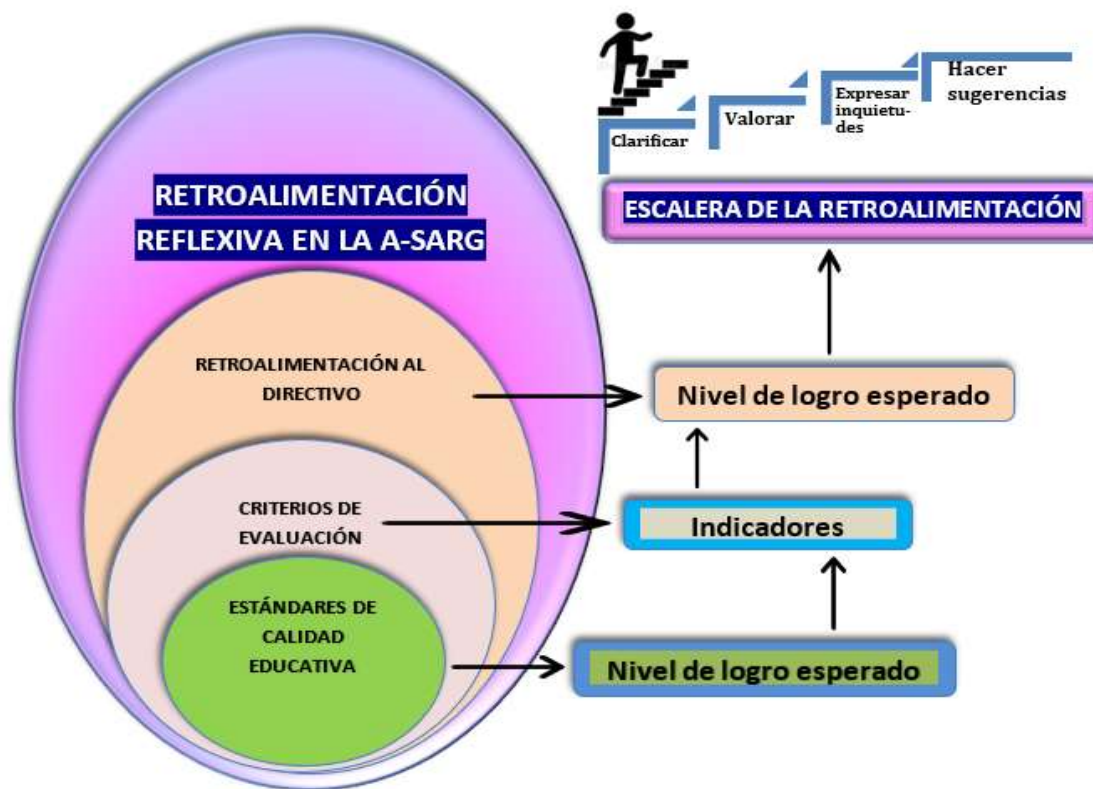 RETROALIMENTACIÓN
REFLEXIVA EN LA A-SARG
RETROALIMENTACIÓN AL
DIRECTIVO
CRITERIOS DE
EVALUACIÓN
ESTÁNDARES DE
CALIDAD
EDUCATIVA
Clarificar
Valorar
Expresar
inquietu-
des
Hacer
sugerencias
ESCALERA DE LA RETROALIMENTACIÓN
Nivel de logro esperado
Indicadores
Nivel de logro esperado